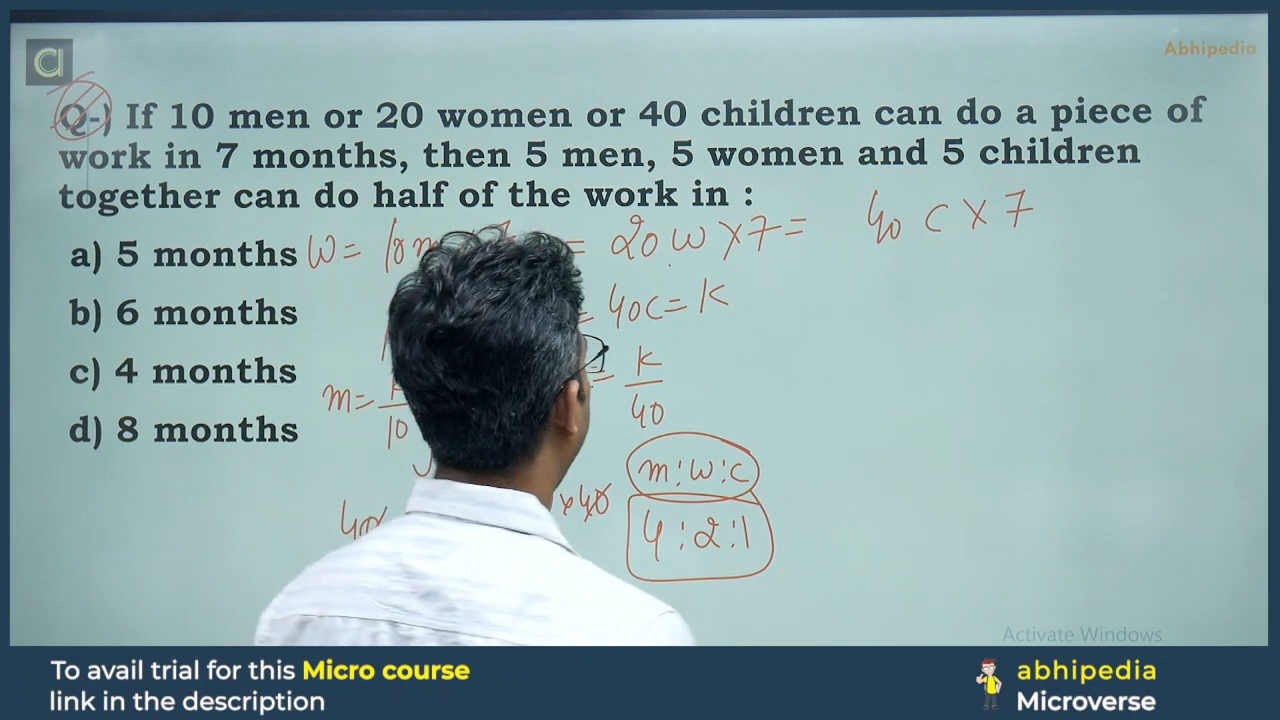 a
Abhipedia
Q-) If 10 men or 20 women or 40 children can do a piece of
work in 7 months, then 5 men, 5 women and 5 children
together can do half of the work in :
a) 5 months
W = 10 m = 20 W × 7 = 40 C × 7
b) 6 months
= 40C = K
c) 4 months
m = K/10 = K/40
d) 8 months
m : W : C
× 40
4 : 2 : 1
Activate Windows
To avail trial for this Micro course
link in the description
abhipedia
Microverse